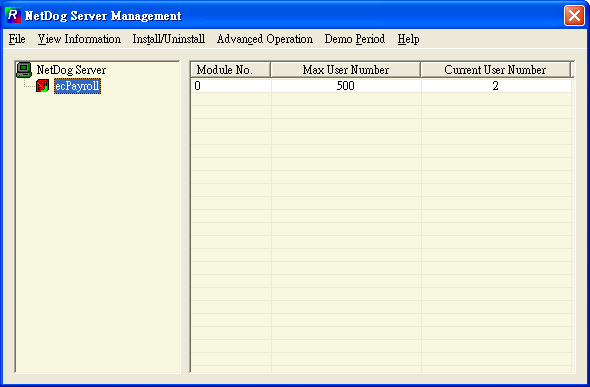 NetDog Server Management
File View Information Install/Uninstall Advanced Operation Demo Period Help
NetDog Server
ecPayroll
Module No. Max User Number Current User Number
0 500 2